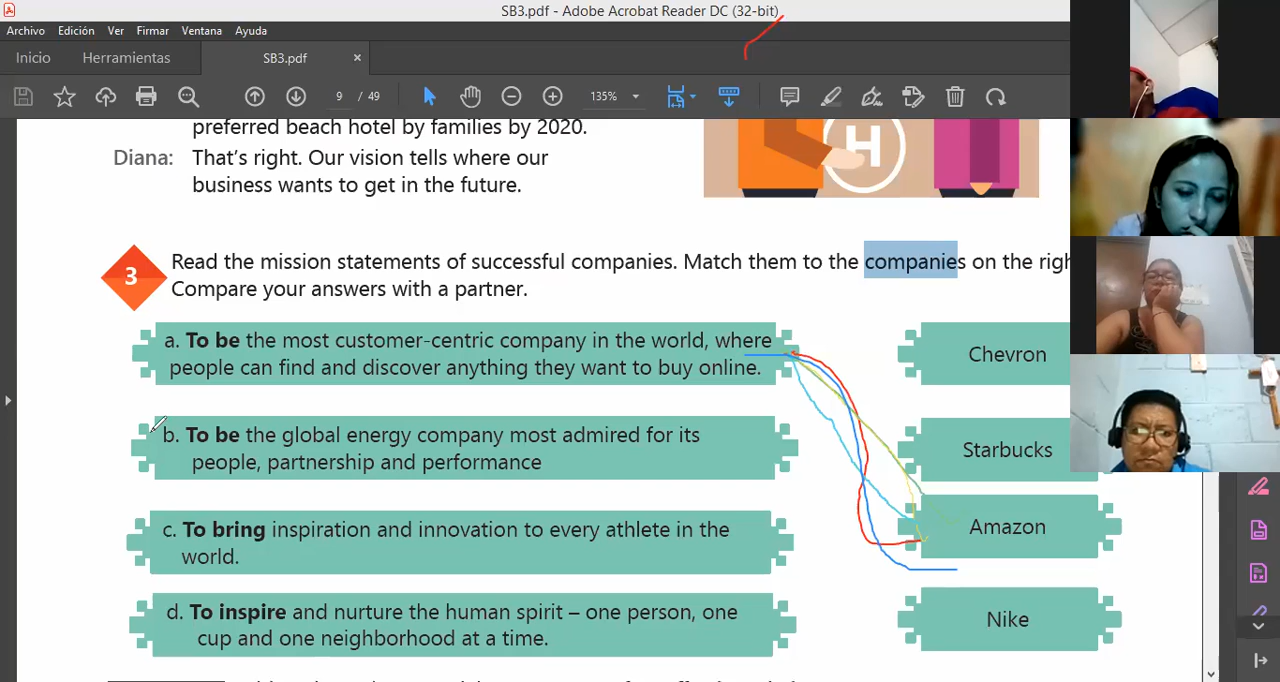 SB3.pdf - Adobe Acrobat Reader DC (32-bit)
Archivo Edición Ver Firmar Ventana Ayuda
Inicio Herramientas SB3.pdf ×
9 / 49 135%
preferred beach hotel by families by 2020.
Diana: That's right. Our vision tells where our
business wants to get in the future.
H
3
Read the mission statements of successful companies. Match them to the companies on the righ
Compare your answers with a partner.
a. To be the most customer-centric company in the world, where
people can find and discover anything they want to buy online.
Chevron
b. To be the global energy company most admired for its
people, partnership and performance
Starbucks
c. To bring inspiration and innovation to every athlete in the
world.
Amazon
d. To inspire and nurture the human spirit – one person, one
cup and one neighborhood at a time.
Nike